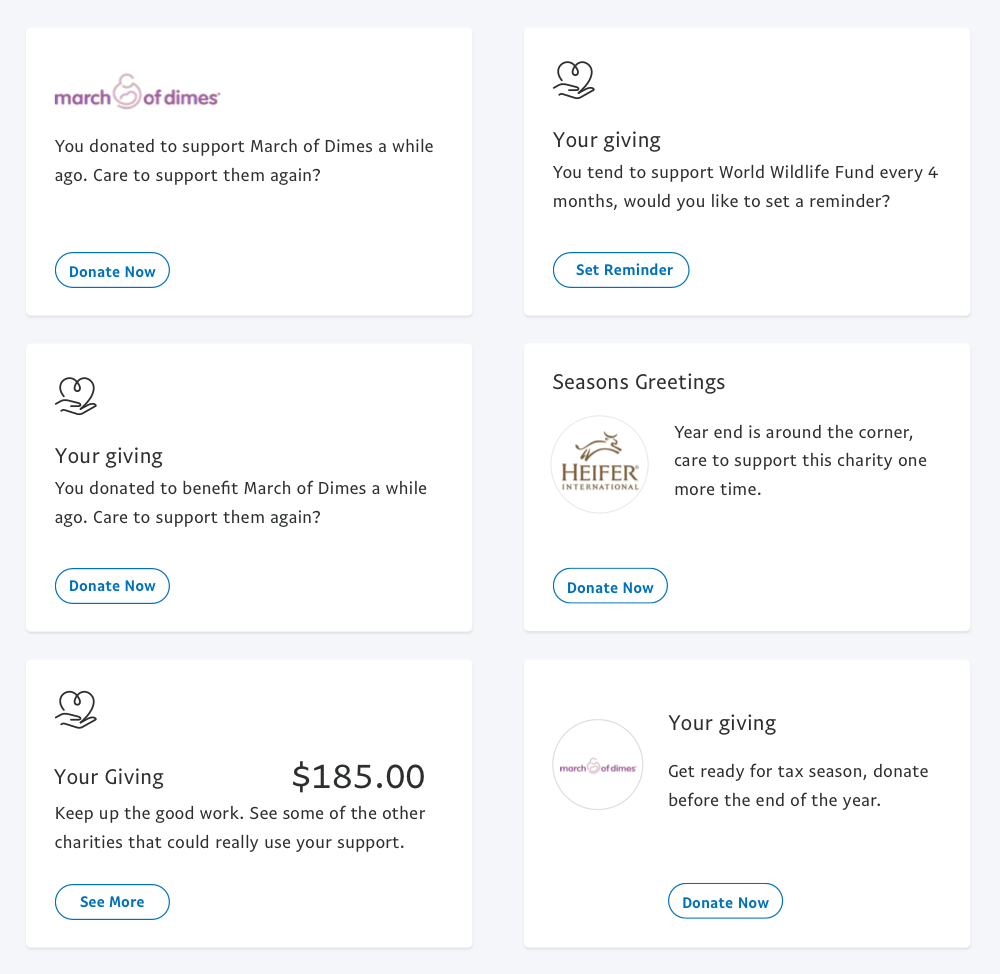 march of dimes
You donated to support March of Dimes a while
ago. Care to support them again?
Donate Now
Your giving
You tend to support World Wildlife Fund every 4
months, would you like to set a reminder?
Set Reminder
Your giving
You donated to benefit March of Dimes a while
ago. Care to support them again?
Donate Now
Seasons Greetings
HEIFER®
INTERNATIONAL
Year end is around the corner,
care to support this charity one
more time.
Donate Now
Your Giving $185.00
Keep up the good work. See some of the other
charities that could really use your support.
See More
march of dimes
Your giving
Get ready for tax season, donate
before the end of the year.
Donate Now